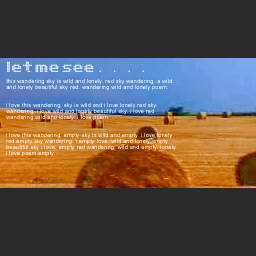 let me see. . . .
this wandering sky is wild and lonely. red sky wandering. a wild
and lonely beautiful sky red. wandering wild and lonely poem.
i love this wandering. sky is wild and i love lonely red sky.
wandering. i love wild and lonely beautiful sky. i love red
wandering wild and lonely. i love poem.
i love this wandering. empty sky is wild and empty. i love lonely
red empty sky wandering. i empty love. wild and lonely empty
beautiful sky i love. empty red wandering. wild and empty. lonely
i love poem empty.